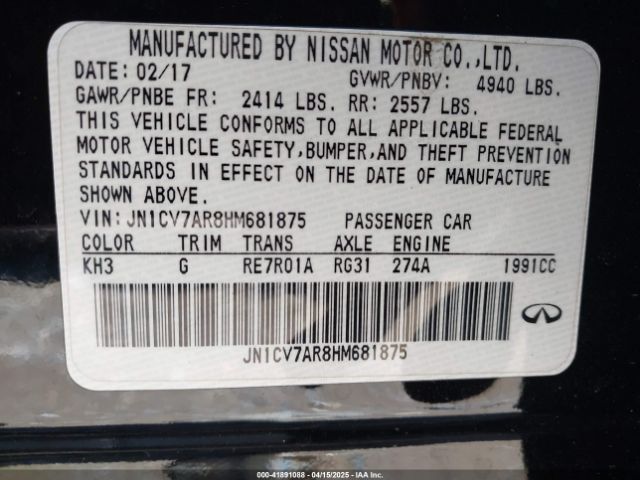 MANUFACTURED BY NISSAN MOTOR CO.,LTD.
DATE: 02/17 GVWR/PNBV: 4940 LBS.
GAWR/PNBE FR: 2414 LBS. RR: 2557 LBS.
THIS VEHICLE CONFORMS TO ALL APPLICABLE FEDERAL
MOTOR VEHICLE SAFETY,BUMPER,AND THEFT PREVENTION
STANDARDS IN EFFECT ON THE DATE OF MANUFACTURE
SHOWN ABOVE.
VIN: JN1CV7AR8HM681875 PASSENGER CAR
COLOR TRIM TRANS AXLE ENGINE
KH3 G RE7R01A RG31 274A 1991CC
JN1CV7AR8HM681875
000-41891088 - 04/15/2025 - IAA Inc.